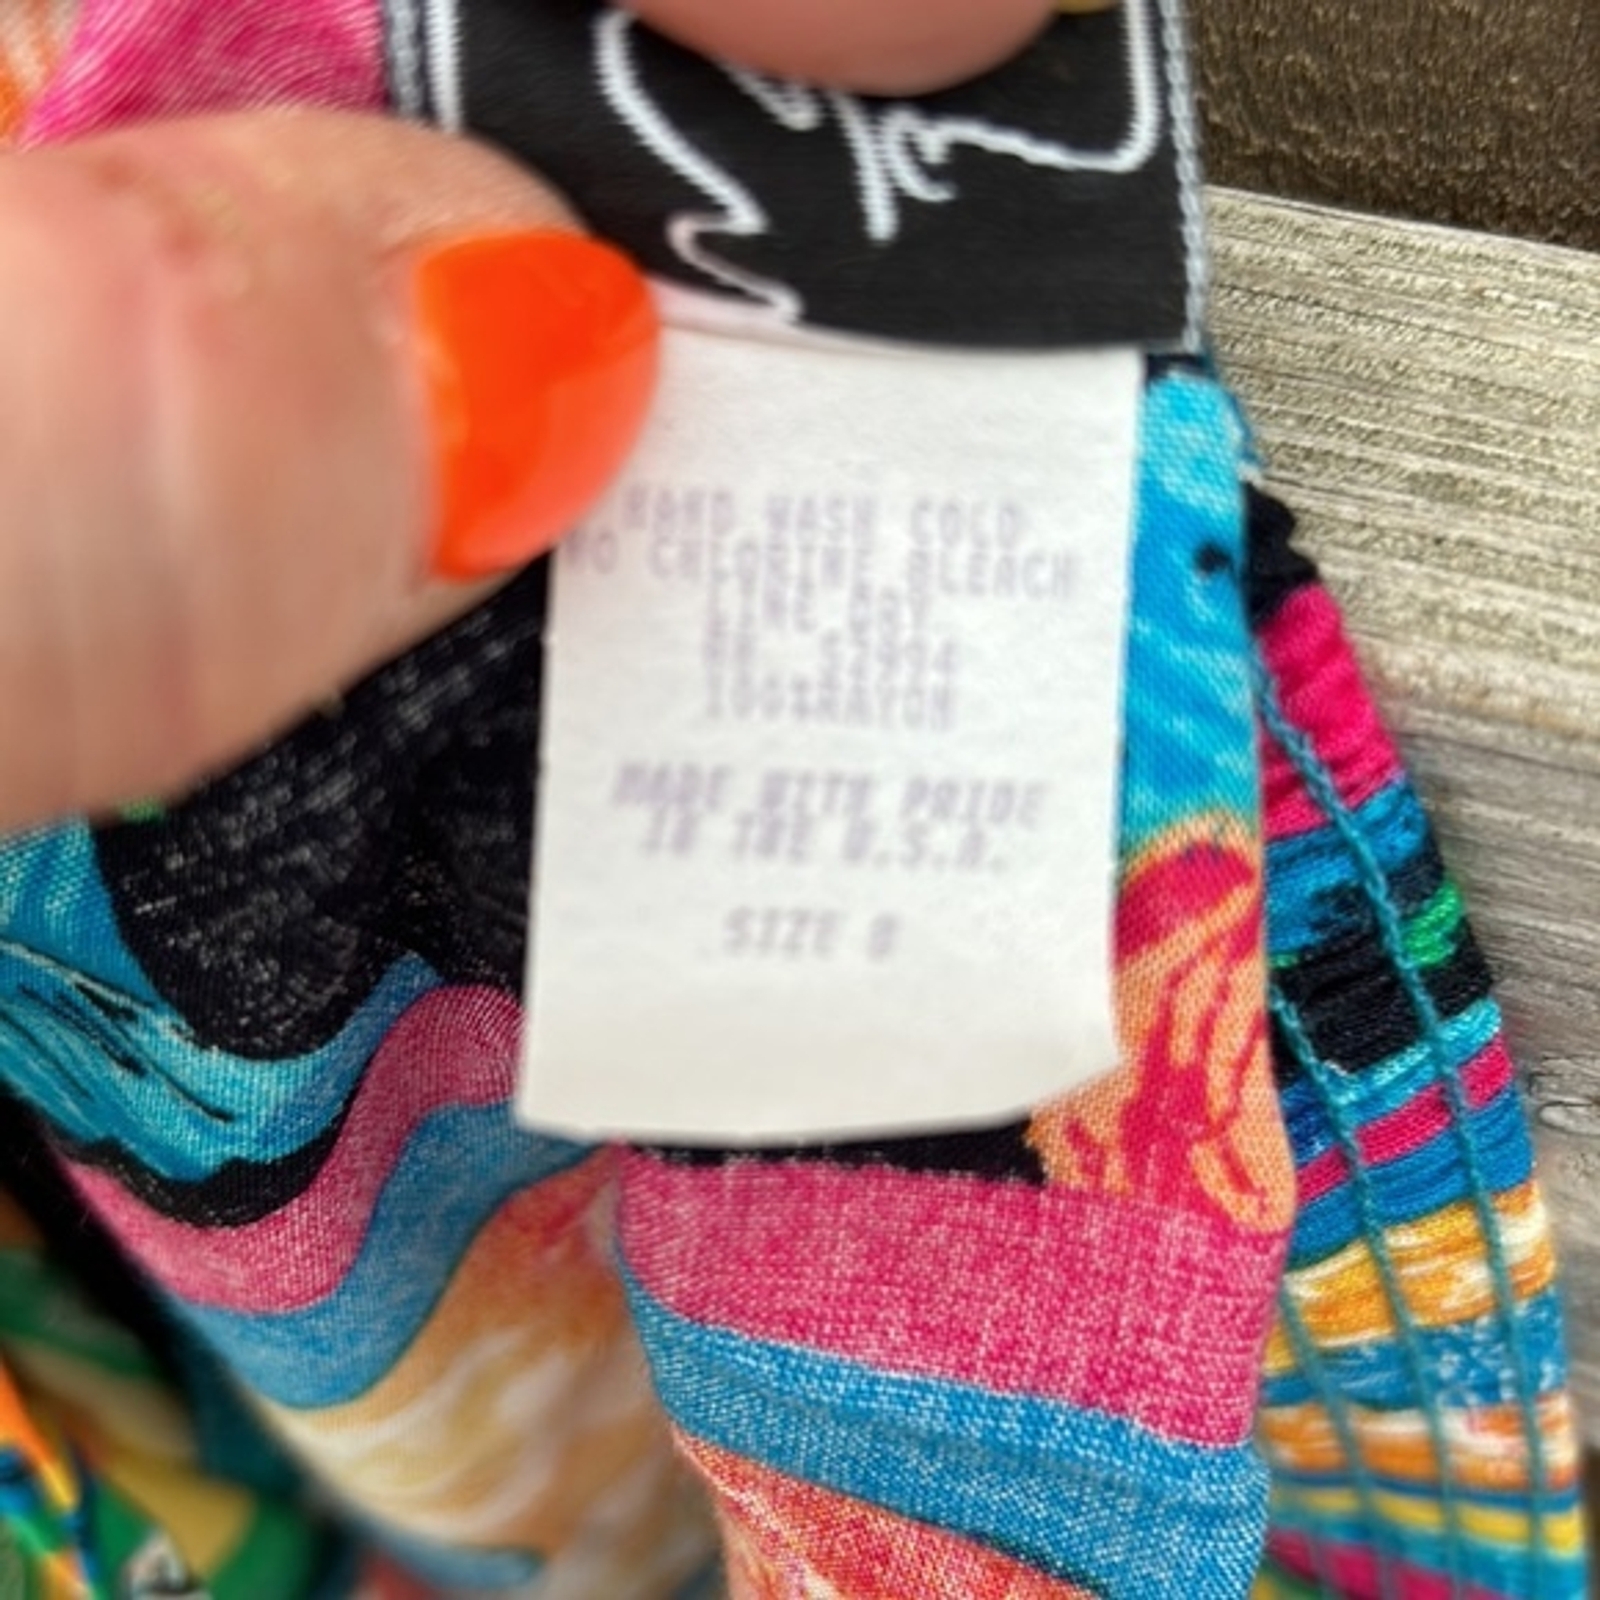 HAND WASH COLD
NO CHLORINE BLEACH
LINE DRY
100%RAYON
MADE WITH PRIDE
IN THE U.S.A.
SIZE 8